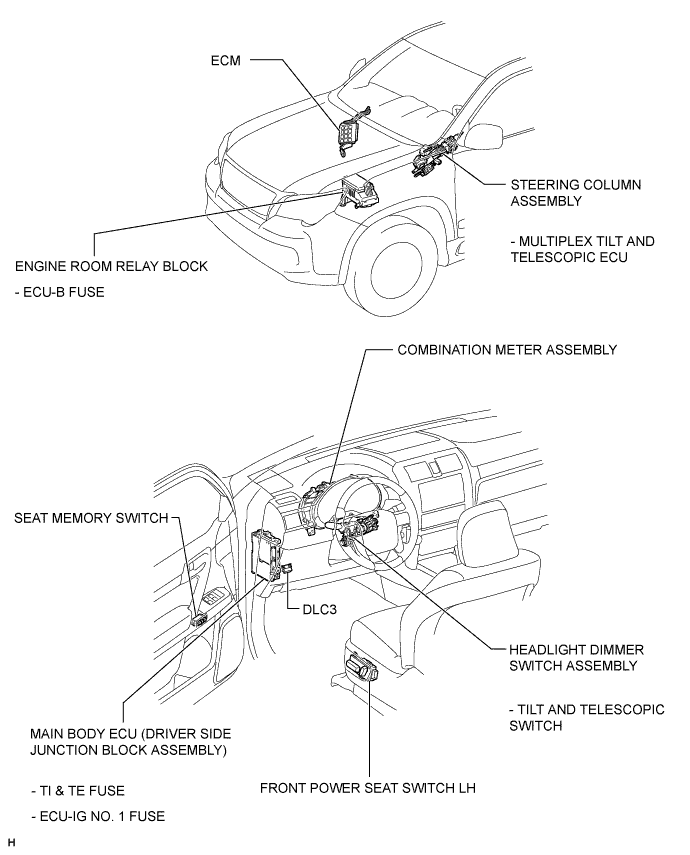 ECM
STEERING COLUMN
ASSEMBLY
- MULTIPLEX TILT AND
TELESCOPIC ECU
ENGINE ROOM RELAY BLOCK
- ECU-B FUSE
COMBINATION METER ASSEMBLY
SEAT MEMORY SWITCH
DLC3
HEADLIGHT DIMMER
SWITCH ASSEMBLY
- TILT AND TELESCOPIC
SWITCH
MAIN BODY ECU (DRIVER SIDE
JUNCTION BLOCK ASSEMBLY)
- TI & TE FUSE
- ECU-IG NO. 1 FUSE
FRONT POWER SEAT SWITCH LH
H